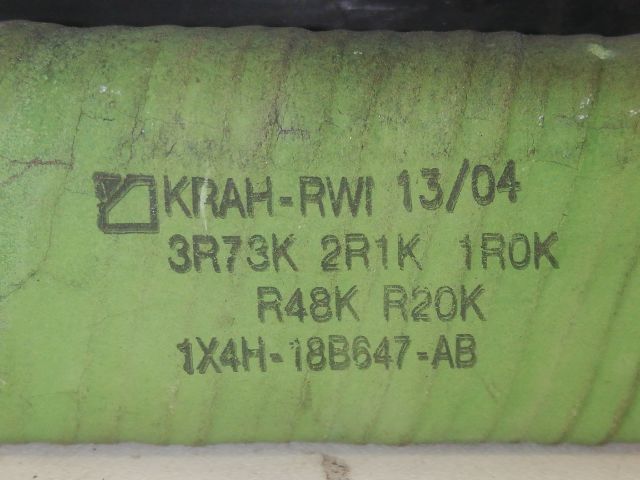 KRAH-RWI 13/04
3R73K 2R1K 1R0K
R48K R20K
1X4H-18B647-AB